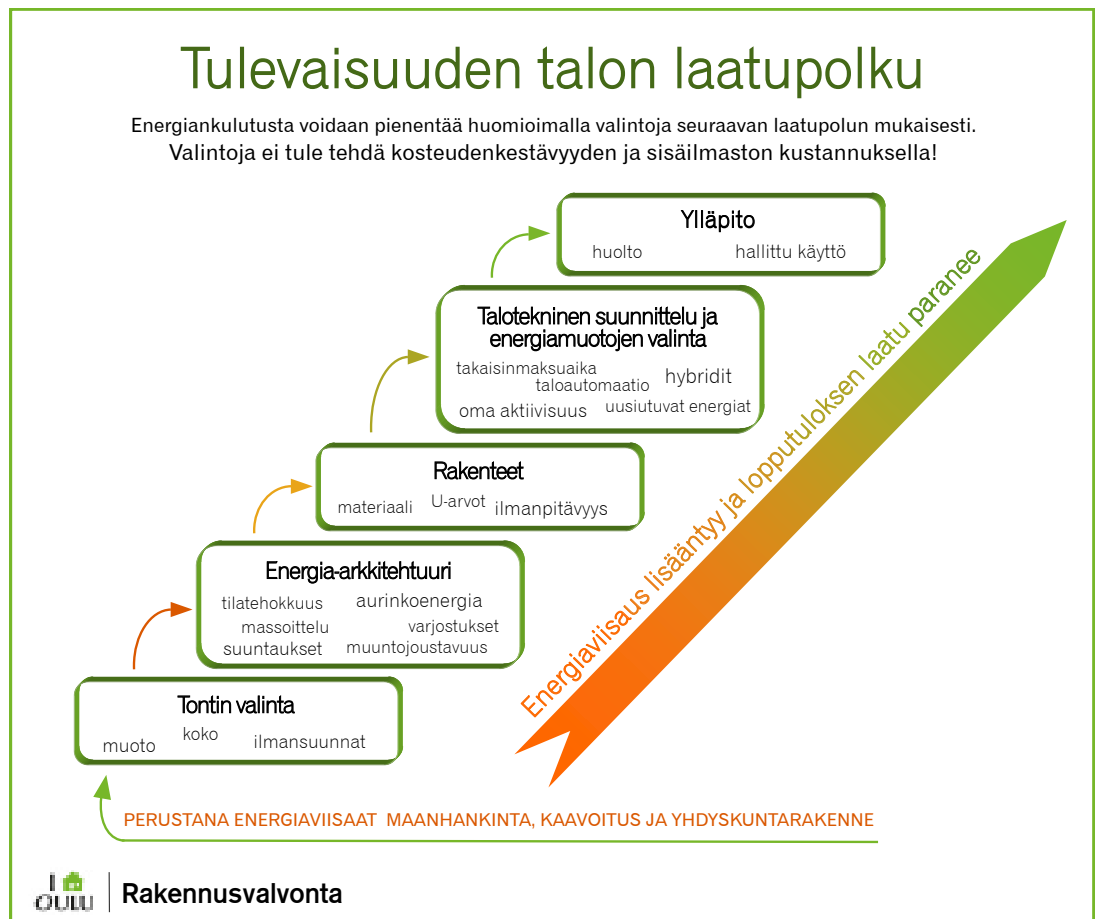 Tulevaisuuden talon laatupolku
Energiankulutusta voidaan pienentää huomioimalla valintoja seuraavan laatupolun mukaisesti.
Valintoja ei tule tehdä kosteudenkestävyyden ja sisäilmaston kustannuksella!
Ylläpito
huolto hallittu käyttö
Talotekninen suunnittelu ja
energiamuotojen valinta
takaisinmaksuaika hybridit
taloautomaatio
oma aktiivisuus uusiutuvat energiat
Rakenteet
materiaali U-arvot ilmanpitävyys
Energia-arkkitehtuuri
tilatehokkuus aurinkoenergia
massoittelu varjostukset
suuntaukset muuntojoustavuus
Tontin valinta
muoto koko ilmansuunnat
Energiaviisaus lisääntyy ja lopputuloksen laatu paranee
PERUSTANA ENERGIAVIISAAT MAANHANKINTA, KAAVOITUS JA YHDYSKUNTARAKENNE
I
OULU
Rakennusvalvonta